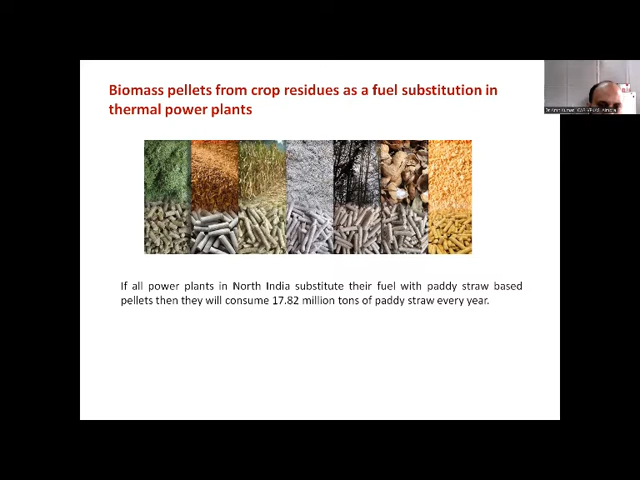 Biomass pellets from crop residues as a fuel substitution in
thermal power plants
If all power plants in North India substitute their fuel with paddy straw based
pellets then they will consume 17.82 million tons of paddy straw every year.